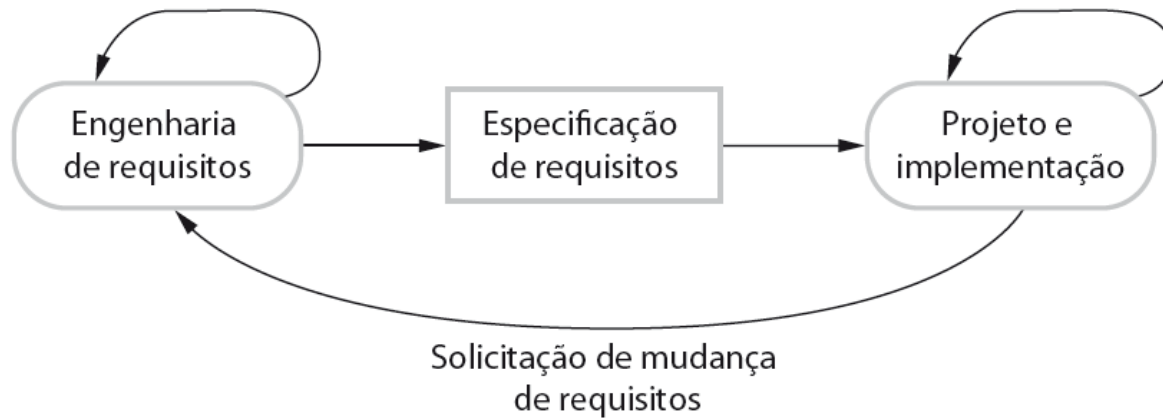 Engenharia
de requisitos
Especificação
de requisitos
Projeto e
implementação
Solicitação de mudança
de requisitos